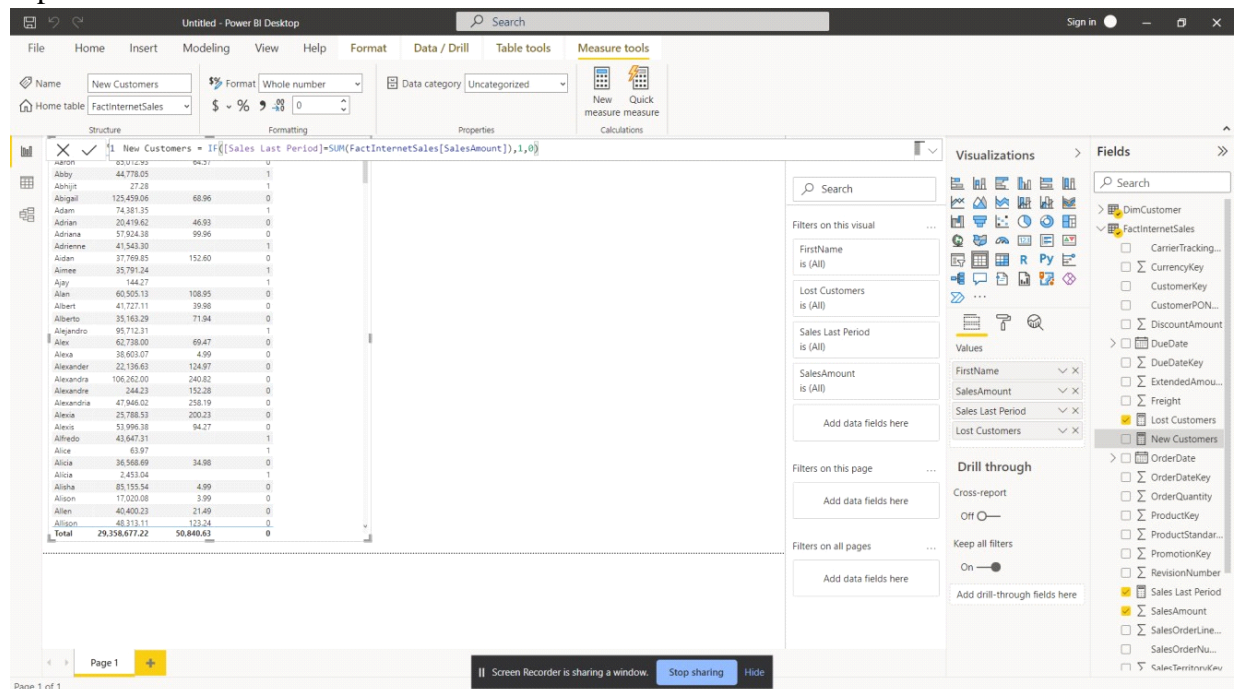 Untitled - Power BI Desktop
Search
Sign in
File Home Insert Modeling View Help Format Data / Drill Table tools Measure tools
Name New Customers
$% Format Whole number
Data category Uncategorized
New measure
Quick measure
Home table FactInternetSales
$ % 0
Structure
Formatting
Properties
Calculations
1 New Customers = IF([Sales Last Period]=SUM(FactInternetSales[SalesAmount]),1,0)
Aaron 85,012.93 64.57
Abby 44,778.05 1
Abhijit 27.28 1
Abigail 125,459.06 68.96 0
Adam 74,381.35 1
Adrian 20,419.62 46.93 0
Adriana 57,924.38 99.96 0
Adrienne 41,543.30 1
Aidan 37,769.85 152.60 0
Aimee 35,791.24 1
Ajay 144.27 1
Alan 60,505.13 108.95 0
Albert 41,727.11 39.98 0
Alberto 35,163.29 71.94 0
Alejandro 95,712.31 1
Alex 62,738.00 69.47 0
Alexa 38,603.07 4.99 0
Alexander 22,136.63 124.97 0
Alexandra 106,262.00 240.82 0
Alexandre 244.23 152.28 0
Alexandria 47,946.02 258.19 0
Alexia 25,788.53 200.23 0
Alexis 53,996.38 94.27 0
Alfredo 43,647.31 1
Alice 63.97 1
Alicia 36,568.69 34.98 0
Alícia 2,453.04 1
Alisha 85,155.54 4.99 0
Alison 17,020.08 3.99 0
Allen 40,400.23 21.49 0
Allison 48,313.11 123.24 0
Total 29,358,677.22 50,840.63 0
Search
Filters on this visual ...
FirstName
is (All)
Lost Customers
is (All)
Sales Last Period
is (All)
SalesAmount
is (All)
Add data fields here
Filters on this page ...
Add data fields here
Filters on all pages ...
Add data fields here
Visualizations
R Py
...
Values
FirstName
SalesAmount
Sales Last Period
Lost Customers
Drill through
Cross-report
Off
Keep all filters
On
Add drill-through fields here
Fields
Search
DimCustomer
FactInternetSales
CarrierTracking...
CurrencyKey
CustomerKey
CustomerPON...
DiscountAmount
DueDate
DueDateKey
ExtendedAmou...
Freight
Lost Customers
New Customers
OrderDate
OrderDateKey
OrderQuantity
ProductKey
ProductStandar...
PromotionKey
RevisionNumber
Sales Last Period
SalesAmount
SalesOrderLine...
SalesOrderNu...
SalesTerritoryKey
Page 1
Screen Recorder is sharing a window. Stop sharing Hide
Page 1 of 1